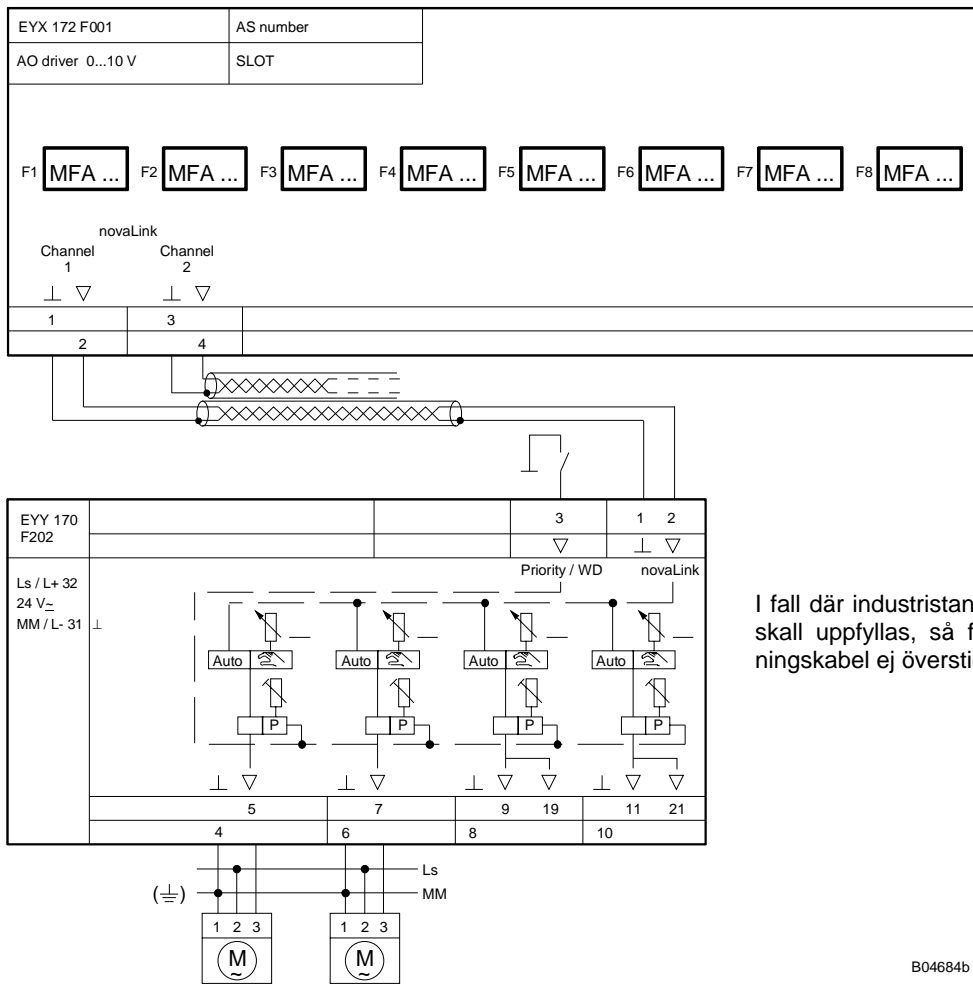 EYX 172 F001 AS number
AO driver 0...10 V SLOT
F1 MFA ... F2 MFA ... F3 MFA ... F4 MFA ... F5 MFA ... F6 MFA ... F7 MFA ... F8 MFA ...
novaLink
Channel 1 Channel 2
1 3
2 4
EYY 170 F202
3 1 2
Priority / WD novaLink
Ls / L+ 32
24 V~
MM / L- 31
Auto Auto Auto Auto
P P P P
5 7 9 19 11 21
4 6 8 10
Ls
MM
1 2 3 1 2 3
M ~ M ~
I fall där industristan
skall uppfyllas, så f
ningskabel ej översti
B04684b